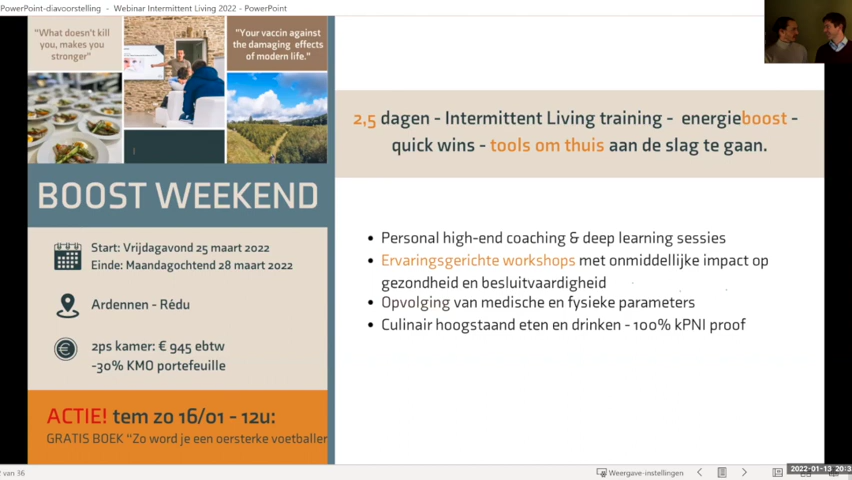 PowerPoint-diavoorstelling - Webinar Intermittent Living 2022 - PowerPoint
"What doesn't kill
you, makes you
stronger"
"Your vaccin against
the damaging effects
of modern life."
BOOST WEEKEND
Start: Vrijdagavond 25 maart 2022
Einde: Maandagochtend 28 maart 2022
Ardennen - Rédu
2ps kamer: € 945 ebtw
-30% KMO portefeuille
ACTIE! tem zo 16/01 - 12u:
GRATIS BOEK "Zo word je een oersterke voetballer
2,5 dagen - Intermittent Living training - energieboost -
quick wins - tools om thuis aan de slag te gaan.
• Personal high-end coaching & deep learning sessies
• Ervaringsgerichte workshops met onmiddellijke impact op
gezondheid en besluitvaardigheid
• Opvolging van medische en fysieke parameters
• Culinair hoogstaand eten en drinken - 100% kPNI proof
van 36
Weergave-instellingen
2022-01-13 20:3